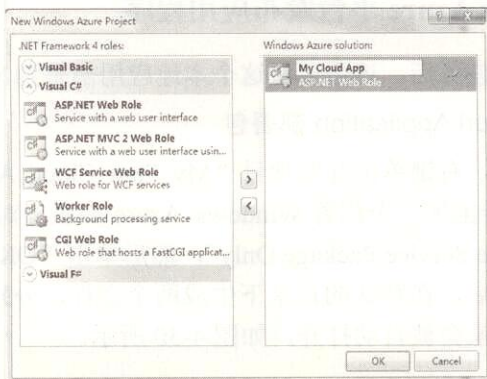 New Windows Azure Project
.NET Framework 4 roles:
Visual Basic
Visual C#
ASP.NET Web Role
Service with a web user interface
ASP.NET MVC 2 Web Role
Service with a web user interface usin...
WCF Service Web Role
Web role for WCF services
Worker Role
Background processing service
CGI Web Role
Web role that hosts a FastCGI applicat...
Visual F#
Windows Azure solution:
My Cloud App
ASP.NET Web Role
OK
Cancel